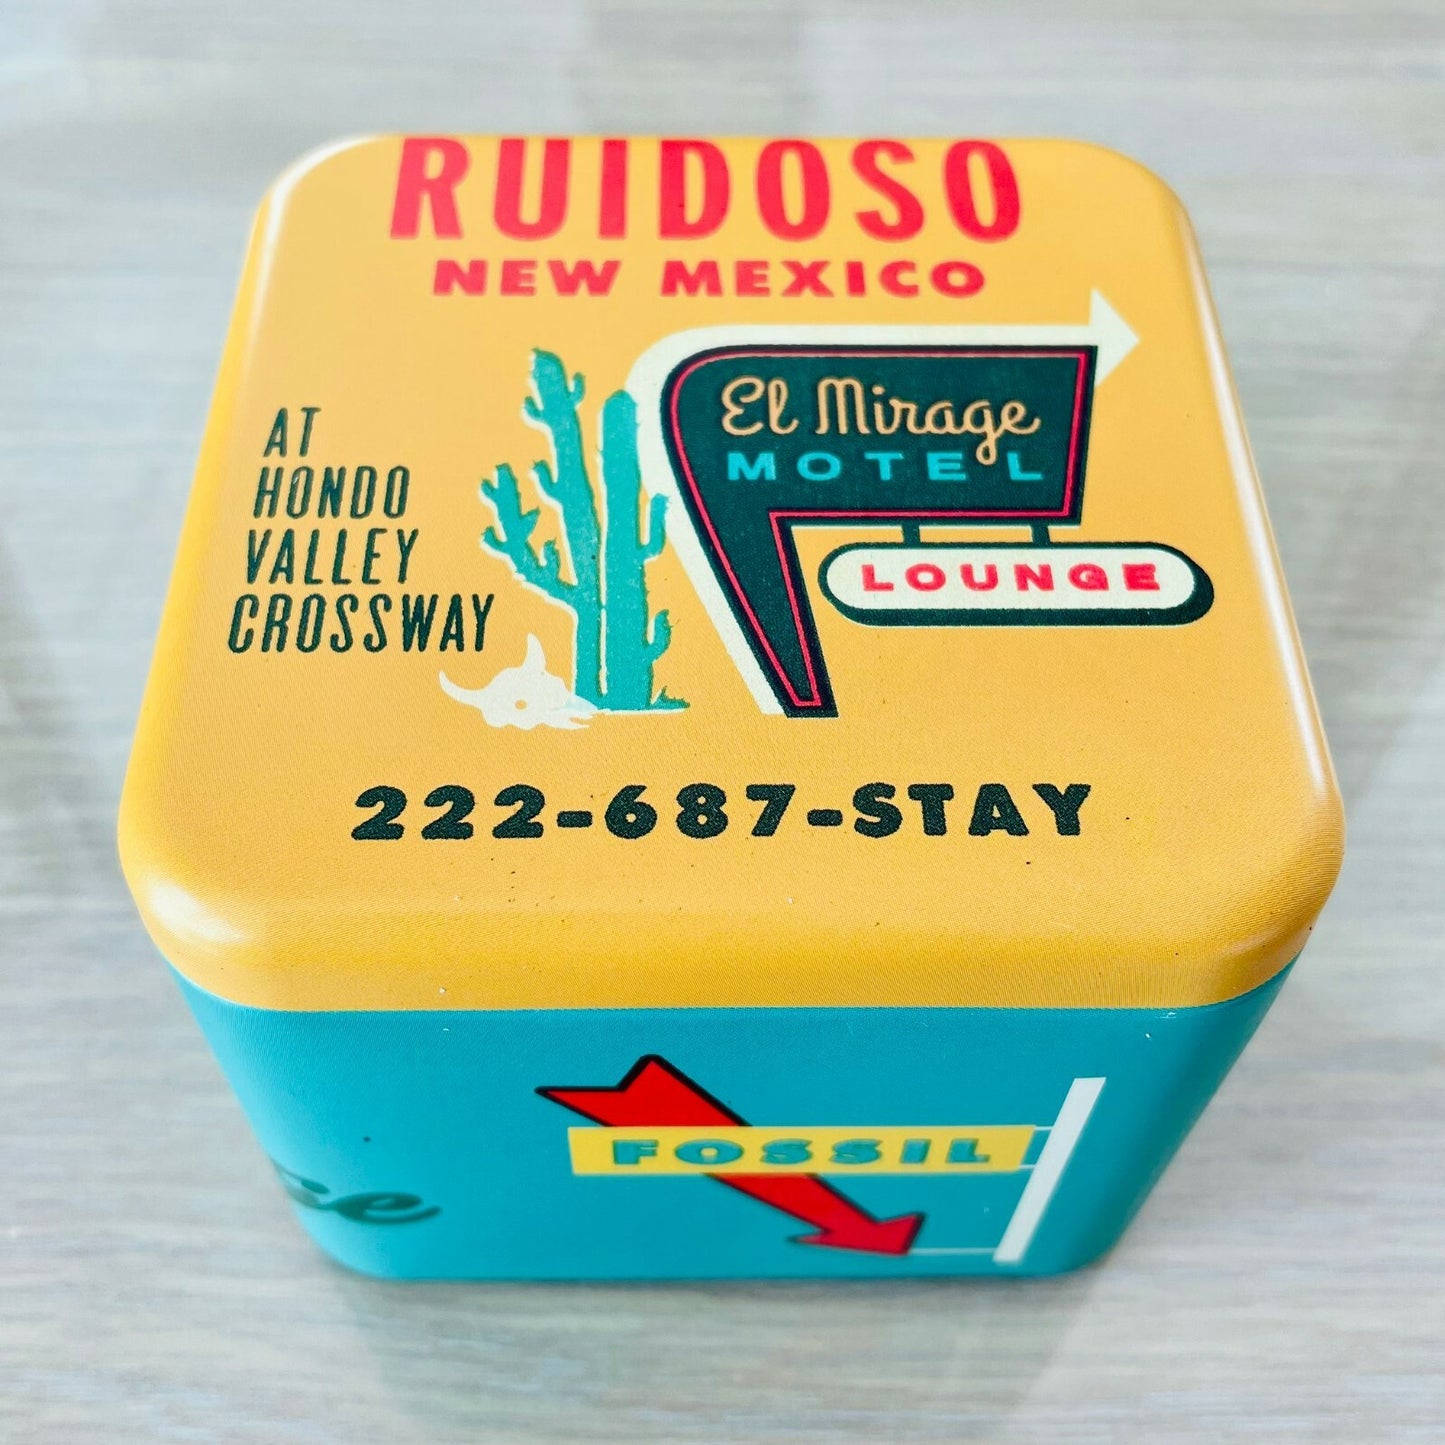 RUIDOSO
NEW MEXICO
El Mirage
MOTEL
LOUNGE
AT
HONDO
VALLEY
CROSSWAY
222-687-STAY
FOSSIL